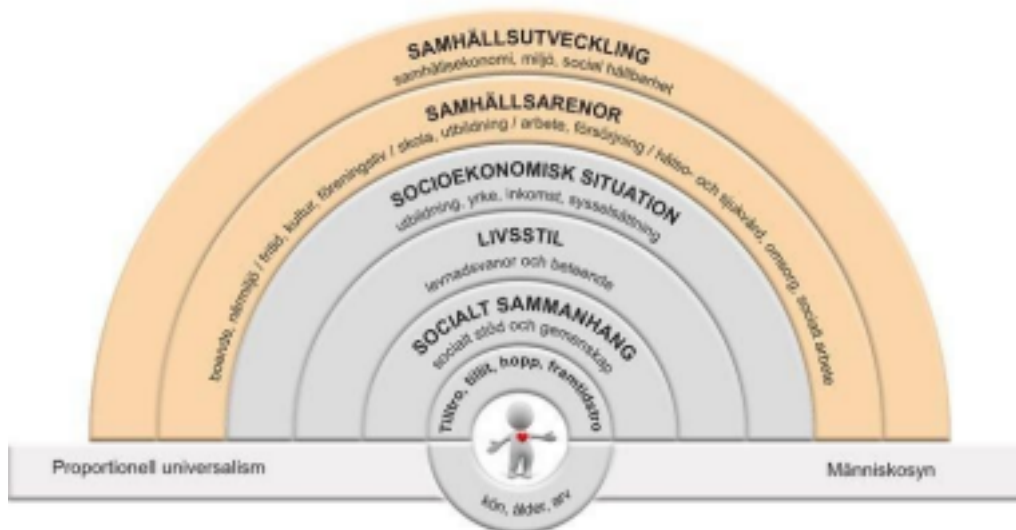 SAMHÄLLSUTVECKLING
samhällsekonomi, miljö, social hållbarhet
SAMHÄLLSARENOR
boende, närmiljö / fritid, kultur, föreningsliv / skola, utbildning / arbete, försörjning / hälso- och sjukvård, omsorg, socialt arbete
SOCIOEKONOMISK SITUATION
utbildning, yrke, inkomst, sysselsättning
LIVSSTIL
levnadsvanor och beteende
SOCIALT SAMMANHANG
socialt stöd och gemenskap
Tilltro, tillit, hopp, framtidstro
Proportionell universalism
Människosyn
kön, ålder, arv